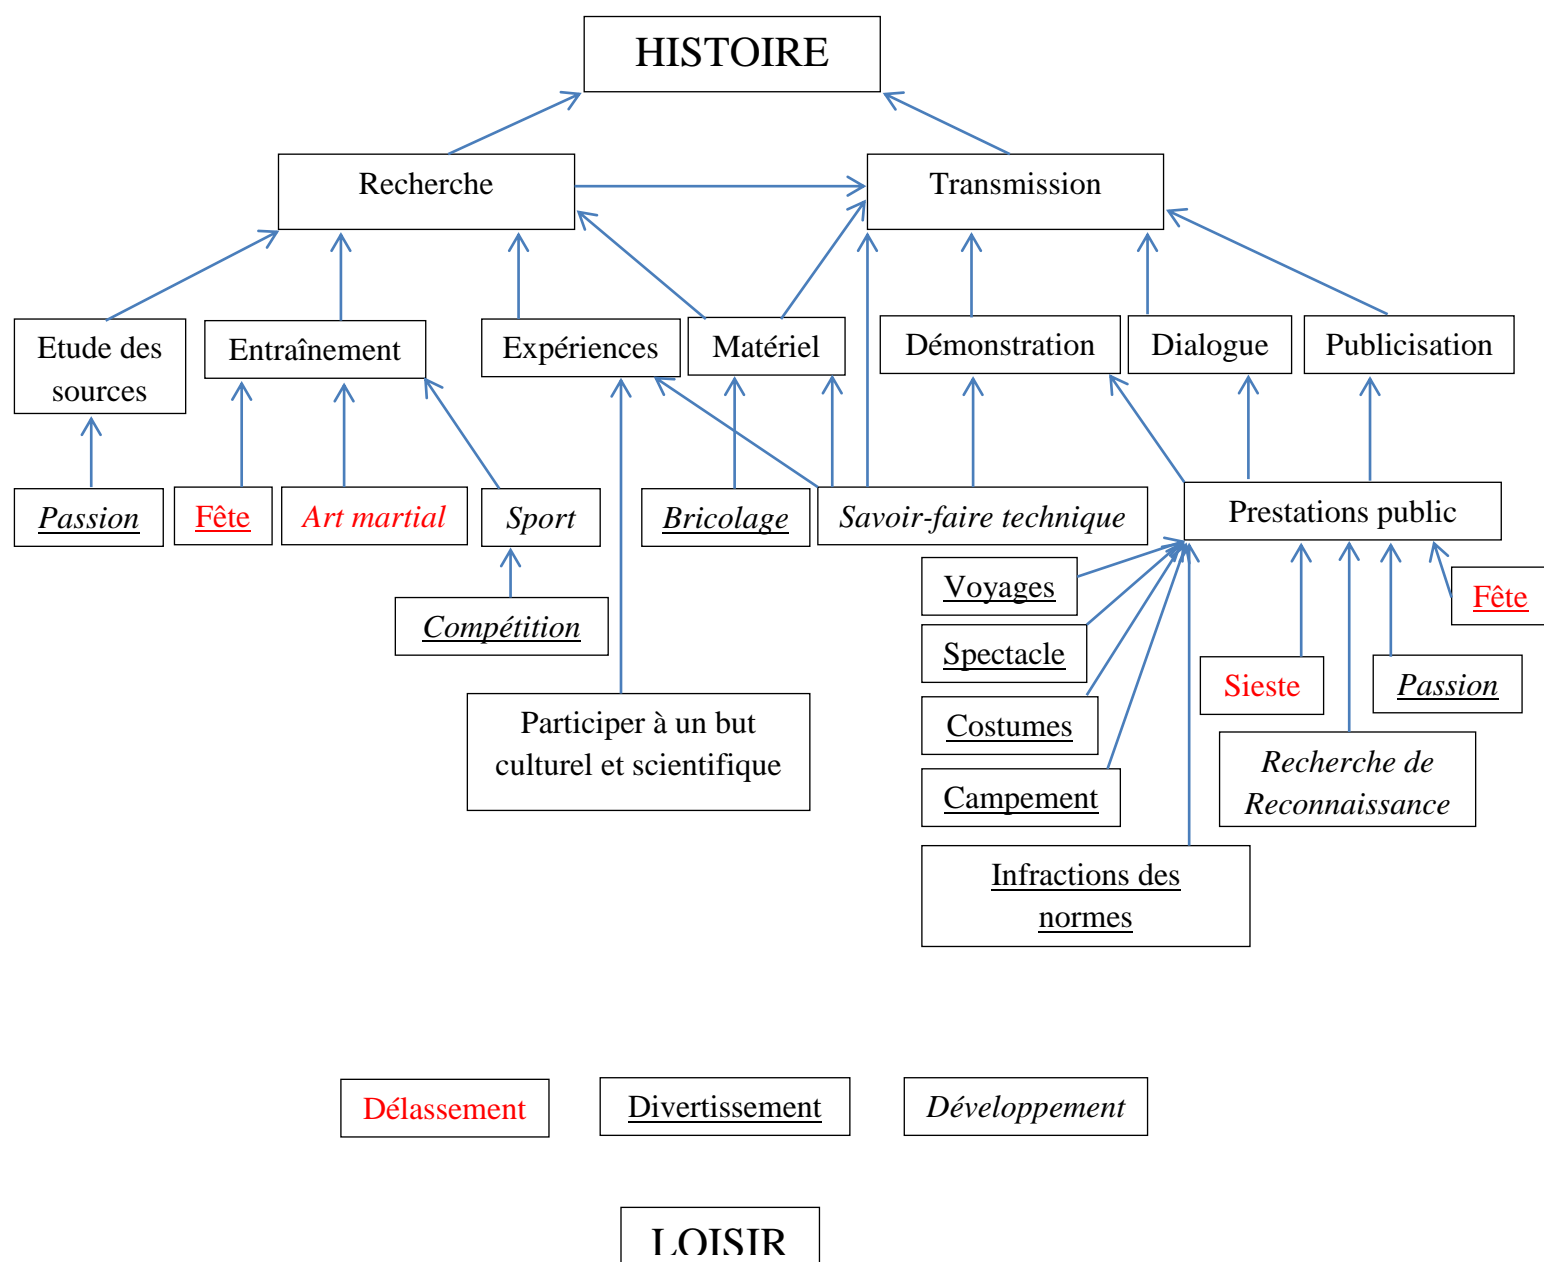 HISTOIRE
Recherche
Transmission
Etude des
sources
Entraînement
Expériences
Matériel
Démonstration
Dialogue
Publicisation
Passion
Fête
Art martial
Sport
Bricolage
Savoir-faire technique
Prestations public
Compétition
Voyages
Fête
Spectacle
Sieste
Passion
Participer à un but
culturel et scientifique
Costumes
Recherche de
Reconnaissance
Campement
Infractions des
normes
Délassement
Divertissement
Développement
LOISIR